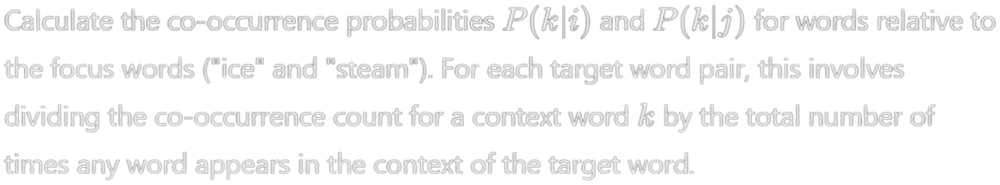 Calculate the co-occurrence probabilities P(k|i) and P(k|j) for words relative to
the focus words ("ice" and "steam"). For each target word pair, this involves
dividing the co-occurrence count for a context word k by the total number of
times any word appears in the context of the target word.